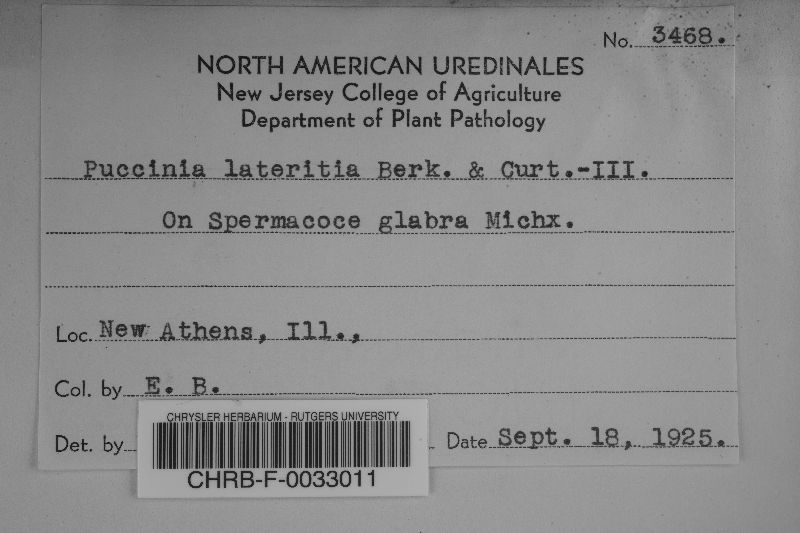 No. 3468.
NORTH AMERICAN UREDINALES
New Jersey College of Agriculture
Department of Plant Pathology
Puccinia lateritia Berk. & Curt.-III.
On Spermacoce glabra Michx.
Loc. New Athens, Ill.,
Col. by E. B.
Det. by
Date Sept. 18, 1925.
CHRYSLER HERBARIUM - RUTGERS UNIVERSITY
CHRB-F-0033011